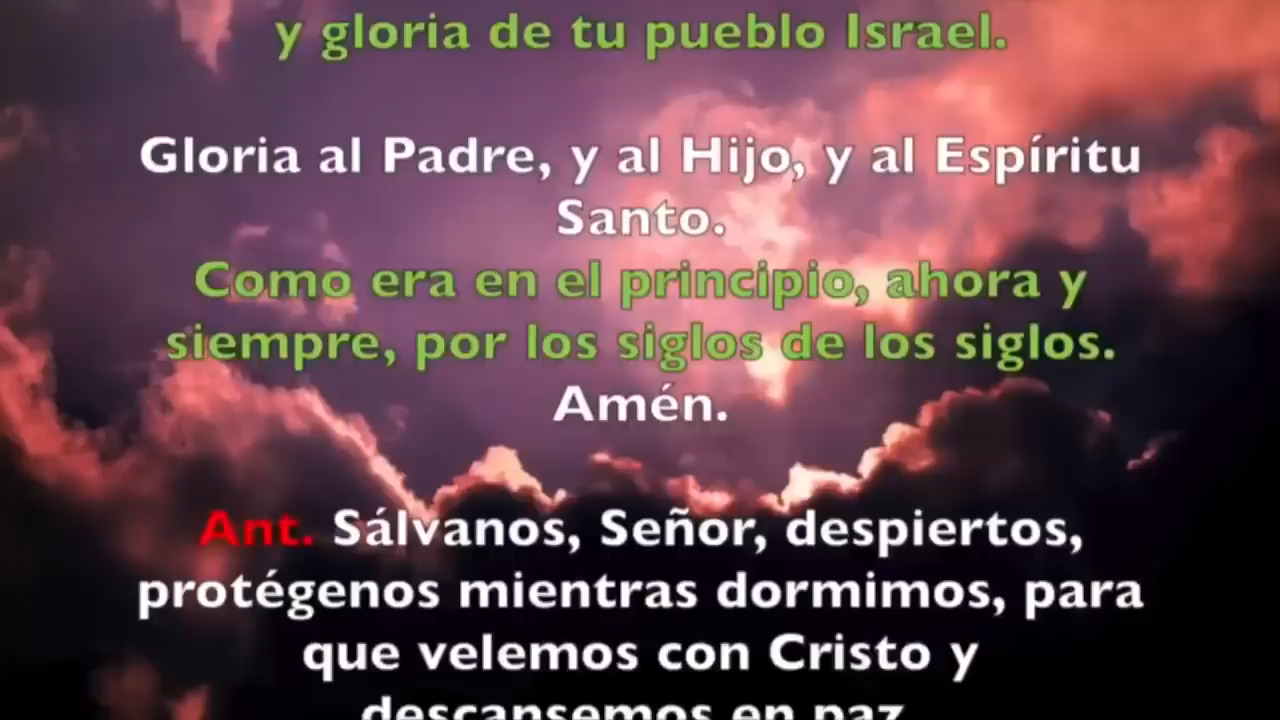 y gloria de tu pueblo Israel.
Gloria al Padre, y al Hijo, y al Espíritu
Santo.
Como era en el principio, ahora y
siempre, por los siglos de los siglos.
Amén.
Ant. Sálvanos, Señor, despiertos,
protégenos mientras dormimos, para
que velemos con Cristo y
descansemos en paz